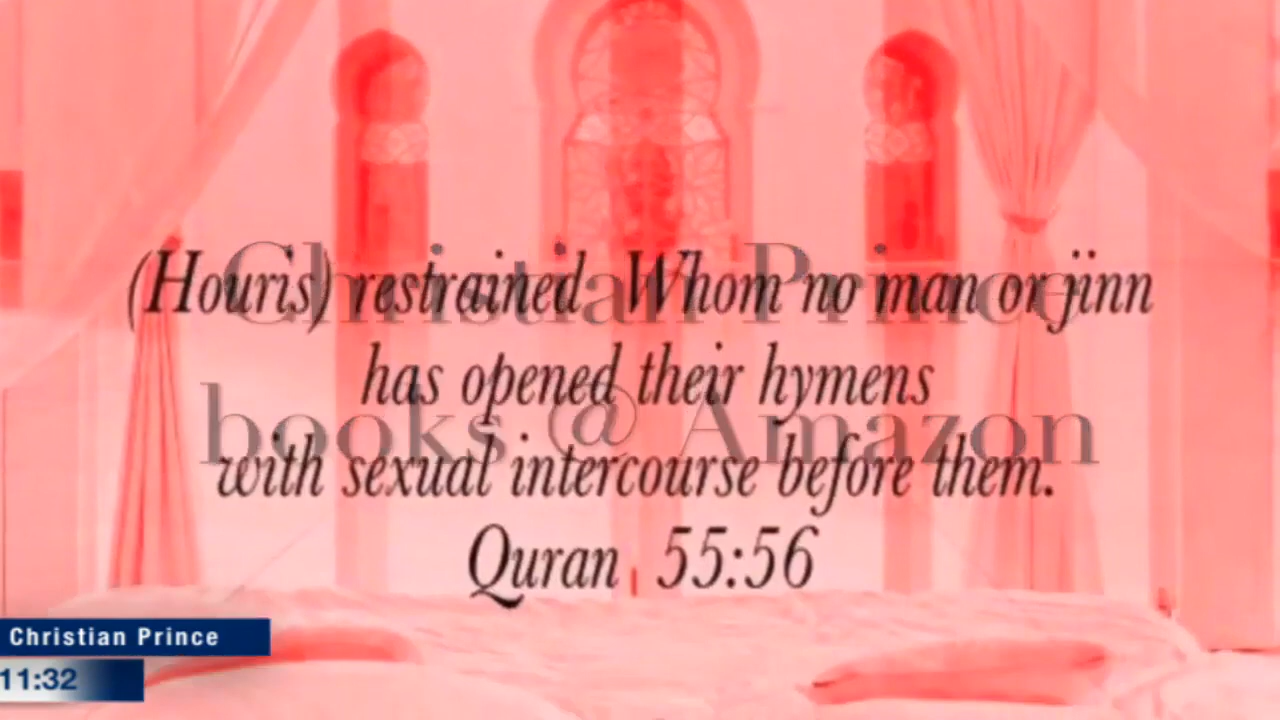 (Houris) restrained Whom no man or jinn
has opened their hymens
with sexual intercourse before them.
Quran 55:56
Christian Prince
books @ Amazon
Christian Prince
11:32